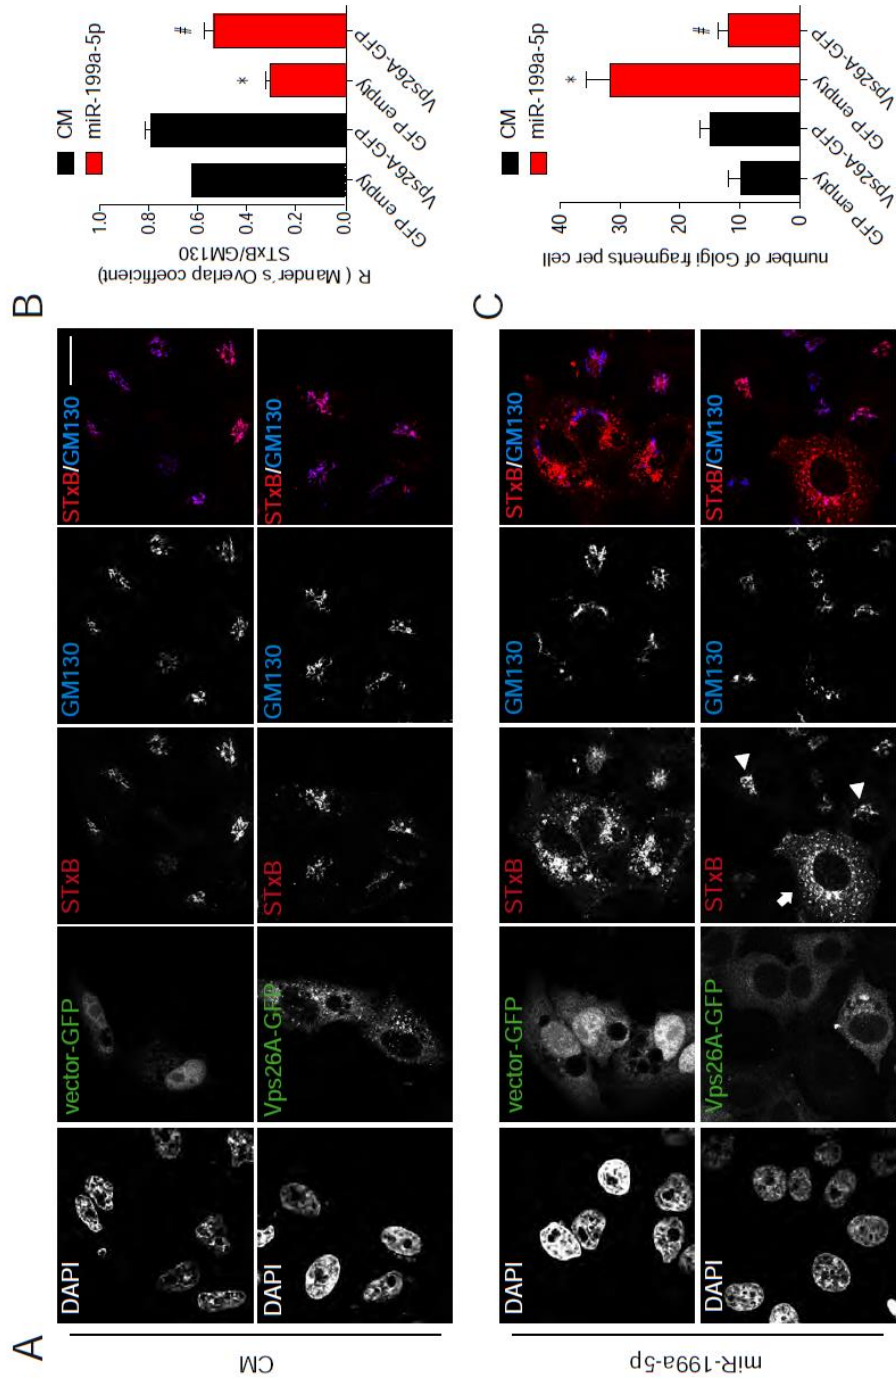 A
CM
DAPI
vector-GFP
STxB
GM130
STxB/GM130
DAPI
Vps26A-GFP
STxB
GM130
STxB/GM130
miR-199a-5p
DAPI
vector-GFP
STxB
GM130
STxB/GM130
DAPI
Vps26A-GFP
STxB
GM130
STxB/GM130
B
CM
miR-199a-5p
R ( Mander´s Overlap coefficient)
STxB/GM130
1.0
0.8
0.6
0.4
0.2
0.0
*
#
GFP empty
Vps26A-GFP
GFP empty
Vps26A-GFP
C
CM
miR-199a-5p
number of Golgi fragments per cell
40
30
20
10
0
*
#
GFP empty
Vps26A-GFP
GFP empty
Vps26A-GFP